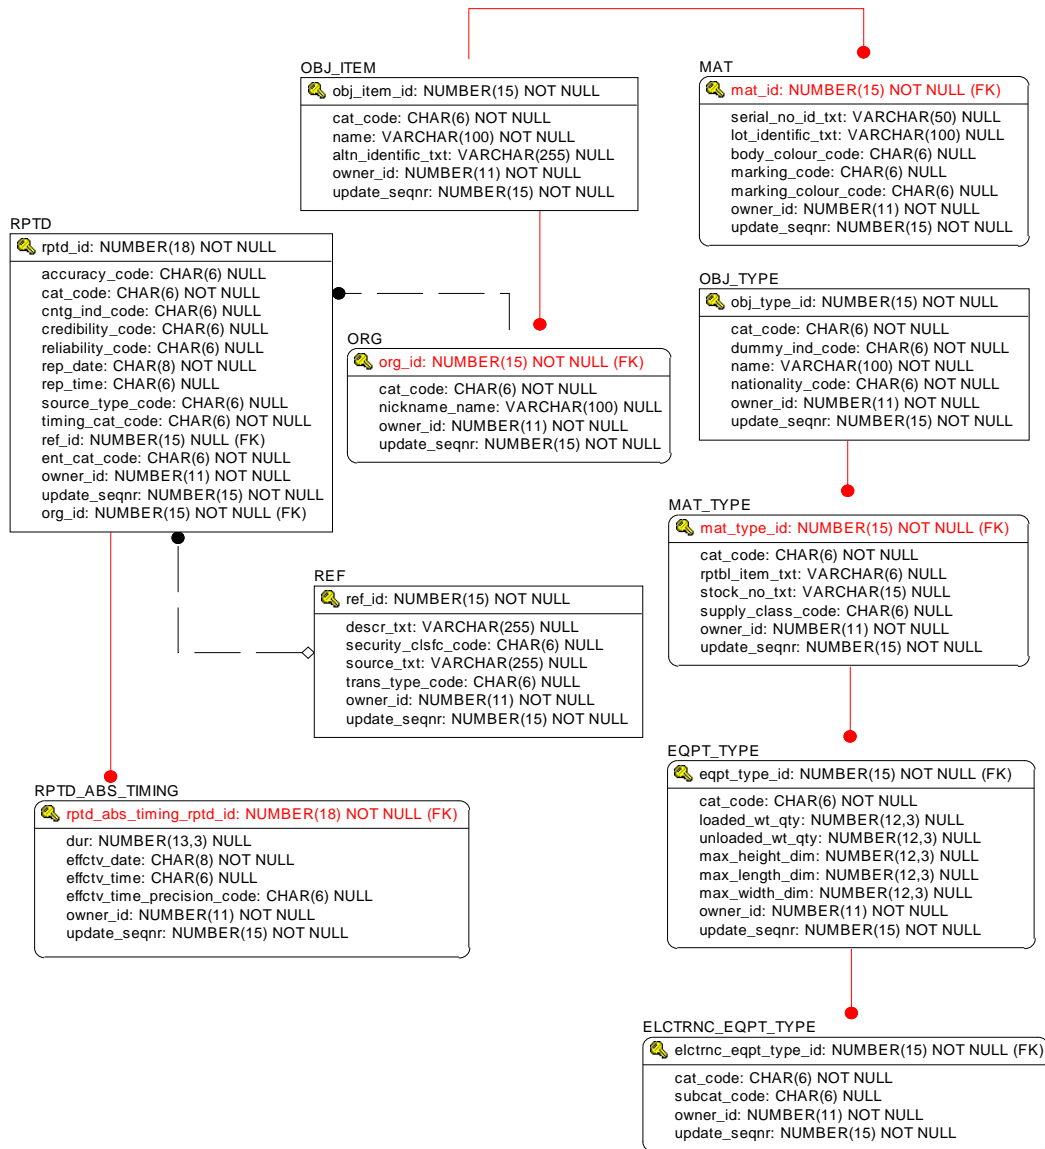 OBJ_ITEM
obj_item_id: NUMBER(15) NOT NULL
cat_code: CHAR(6) NOT NULL
name: VARCHAR(100) NOT NULL
altn_identific_txt: VARCHAR(255) NULL
owner_id: NUMBER(11) NOT NULL
update_seqnr: NUMBER(15) NOT NULL
MAT
mat_id: NUMBER(15) NOT NULL (FK)
serial_no_id_txt: VARCHAR(50) NULL
lot_identific_txt: VARCHAR(100) NULL
body_colour_code: CHAR(6) NULL
marking_code: CHAR(6) NULL
marking_colour_code: CHAR(6) NULL
owner_id: NUMBER(11) NOT NULL
update_seqnr: NUMBER(15) NOT NULL
RPTD
rptd_id: NUMBER(18) NOT NULL
accuracy_code: CHAR(6) NULL
cat_code: CHAR(6) NOT NULL
cntg_ind_code: CHAR(6) NULL
credibility_code: CHAR(6) NULL
reliability_code: CHAR(6) NULL
rep_date: CHAR(8) NOT NULL
rep_time: CHAR(6) NULL
source_type_code: CHAR(6) NULL
timing_cat_code: CHAR(6) NOT NULL
ref_id: NUMBER(15) NULL (FK)
ent_cat_code: CHAR(6) NOT NULL
owner_id: NUMBER(11) NOT NULL
update_seqnr: NUMBER(15) NOT NULL
org_id: NUMBER(15) NOT NULL (FK)
ORG
org_id: NUMBER(15) NOT NULL (FK)
cat_code: CHAR(6) NOT NULL
nickname_name: VARCHAR(100) NULL
owner_id: NUMBER(11) NOT NULL
update_seqnr: NUMBER(15) NOT NULL
OBJ_TYPE
obj_type_id: NUMBER(15) NOT NULL
cat_code: CHAR(6) NOT NULL
dummy_ind_code: CHAR(6) NOT NULL
name: VARCHAR(100) NOT NULL
nationality_code: CHAR(6) NOT NULL
owner_id: NUMBER(11) NOT NULL
update_seqnr: NUMBER(15) NOT NULL
MAT_TYPE
mat_type_id: NUMBER(15) NOT NULL (FK)
cat_code: CHAR(6) NOT NULL
rptbl_item_txt: VARCHAR(6) NULL
stock_no_txt: VARCHAR(15) NULL
supply_class_code: CHAR(6) NULL
owner_id: NUMBER(11) NOT NULL
update_seqnr: NUMBER(15) NOT NULL
REF
ref_id: NUMBER(15) NOT NULL
descr_txt: VARCHAR(255) NULL
security_clsfc_code: CHAR(6) NULL
source_txt: VARCHAR(255) NULL
trans_type_code: CHAR(6) NULL
owner_id: NUMBER(11) NOT NULL
update_seqnr: NUMBER(15) NOT NULL
EQPT_TYPE
eqpt_type_id: NUMBER(15) NOT NULL (FK)
cat_code: CHAR(6) NOT NULL
loaded_wt_qty: NUMBER(12,3) NULL
unloaded_wt_qty: NUMBER(12,3) NULL
max_height_dim: NUMBER(12,3) NULL
max_length_dim: NUMBER(12,3) NULL
max_width_dim: NUMBER(12,3) NULL
owner_id: NUMBER(11) NOT NULL
update_seqnr: NUMBER(15) NOT NULL
RPTD_ABS_TIMING
rptd_abs_timing_rptd_id: NUMBER(18) NOT NULL (FK)
dur: NUMBER(13,3) NULL
effctv_date: CHAR(8) NOT NULL
effctv_time: CHAR(6) NULL
effctv_time_precision_code: CHAR(6) NULL
owner_id: NUMBER(11) NOT NULL
update_seqnr: NUMBER(15) NOT NULL
ELCTRNC_EQPT_TYPE
elctrnc_eqpt_type_id: NUMBER(15) NOT NULL (FK)
cat_code: CHAR(6) NOT NULL
subcat_code: CHAR(6) NULL
owner_id: NUMBER(11) NOT NULL
update_seqnr: NUMBER(15) NOT NULL